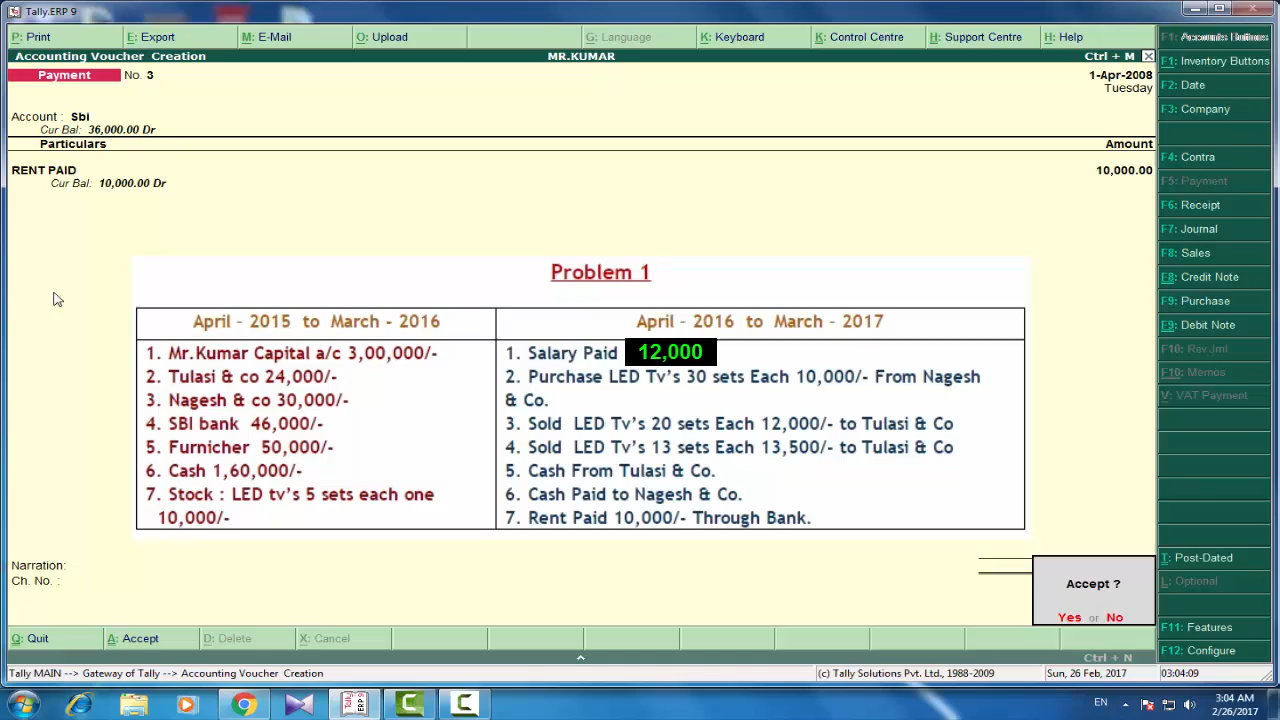 Tally.ERP 9
P: Print E: Export M: E-Mail O: Upload G: Language K: Keyboard K: Control Centre H: Support Centre H: Help
Accounting Voucher Creation MR.KUMAR Ctrl + M
Payment No. 3 1-Apr-2008
Tuesday
Account : Sbi
Cur Bal: 36,000.00 Dr
Particulars Amount
RENT PAID 10,000.00
Cur Bal: 10,000.00 Dr
Problem 1
April - 2015 to March - 2016
1. Mr.Kumar Capital a/c 3,00,000/-
2. Tulasi & co 24,000/-
3. Nagesh & co 30,000/-
4. SBI bank 46,000/-
5. Furnicher 50,000/-
6. Cash 1,60,000/-
7. Stock : LED tv's 5 sets each one
10,000/-
April - 2016 to March - 2017
1. Salary Paid 12,000
2. Purchase LED Tv's 30 sets Each 10,000/- From Nagesh
& Co.
3. Sold LED Tv's 20 sets Each 12,000/- to Tulasi & Co
4. Sold LED Tv's 13 sets Each 13,500/- to Tulasi & Co
5. Cash From Tulasi & Co.
6. Cash Paid to Nagesh & Co.
7. Rent Paid 10,000/- Through Bank.
Narration:
Ch. No. :
Accept ?
Yes or No
Q: Quit A: Accept D: Delete X: Cancel
Ctrl + N
Tally MAIN --> Gateway of Tally --> Accounting Voucher Creation (c) Tally Solutions Pvt. Ltd., 1988-2009 Sun, 26 Feb, 2017 03:04:09
F1: Accounts Buttons
F1: Inventory Buttons
F2: Date
F3: Company
F4: Contra
F5: Payment
F6: Receipt
F7: Journal
F8: Sales
F8: Credit Note
F9: Purchase
F9: Debit Note
F10: Rev Jrnl
F10: Memos
V: VAT Payment
T: Post-Dated
L: Optional
F11: Features
F12: Configure
EN 3:04 AM
2/26/2017